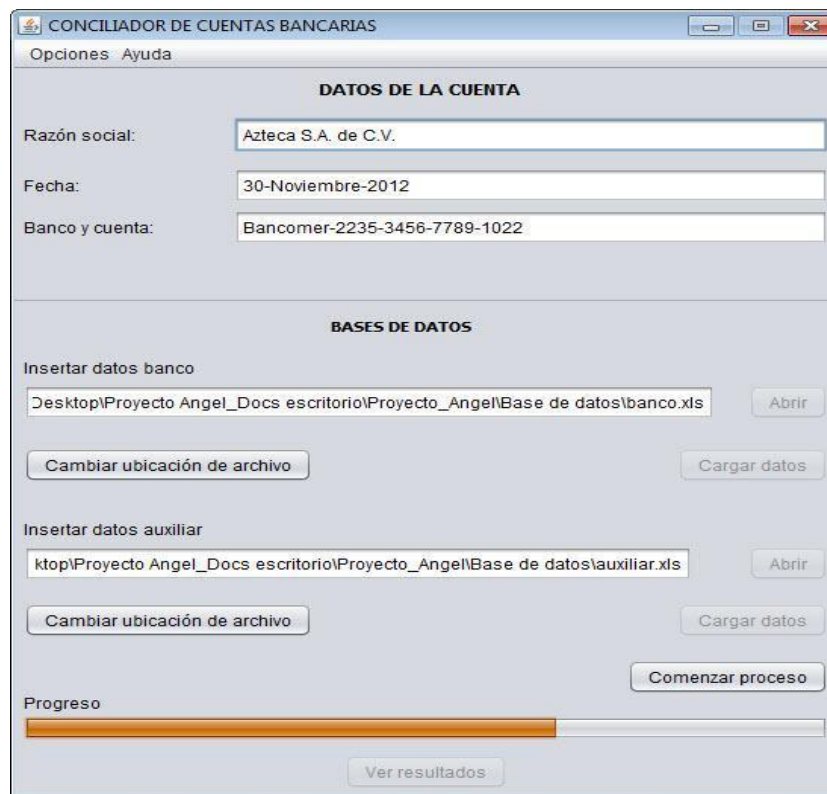 CONCILIADOR DE CUENTAS BANCARIAS
Opciones Ayuda
DATOS DE LA CUENTA
Razón social: Azteca S.A. de C.V.
Fecha: 30-Noviembre-2012
Banco y cuenta: Bancomer-2235-3456-7789-1022
BASES DE DATOS
Insertar datos banco
Desktop\Proyecto Angel_Docs escritorio\Proyecto_Angel\Base de datos\banco.xls Abrir
Cambiar ubicación de archivo Cargar datos
Insertar datos auxiliar
ktop\Proyecto Angel_Docs escritorio\Proyecto_Angel\Base de datos\auxiliar.xls Abrir
Cambiar ubicación de archivo Cargar datos
Comenzar proceso
Progreso
Ver resultados